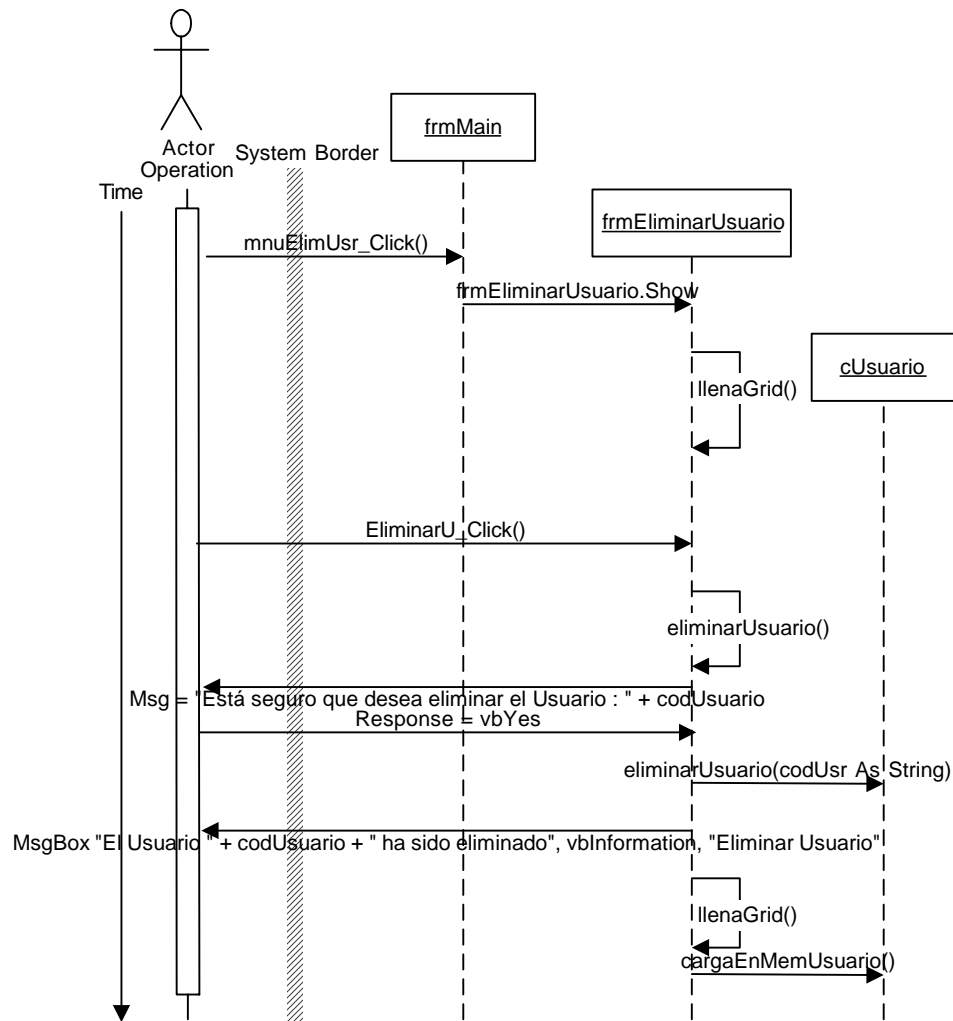 frmMain
Actor
Operation
System Border
Time
frmEliminarUsuario
mnuElimUsr_Click()
frmEliminarUsuario.Show
cUsuario
llenaGrid()
EliminarU_Click()
eliminarUsuario()
Msg = "Está seguro que desea eliminar el Usuario : " + codUsuario
Response = vbYes
eliminarUsuario(codUsr As String)
MsgBox "El Usuario " + codUsuario + " ha sido eliminado", vbInformation, "Eliminar Usuario"
llenaGrid()
cargaEnMemUsuario()